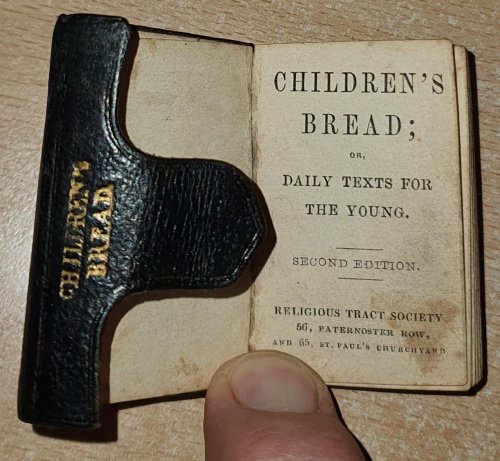 CHILDREN'S
BREAD
CHILDREN'S
BREAD;
OR,
DAILY TEXTS FOR
THE YOUNG.
SECOND EDITION.
RELIGIOUS TRACT SOCIETY
56, PATERNOSTER ROW,
AND 65, ST. PAUL'S CHURCHYARD